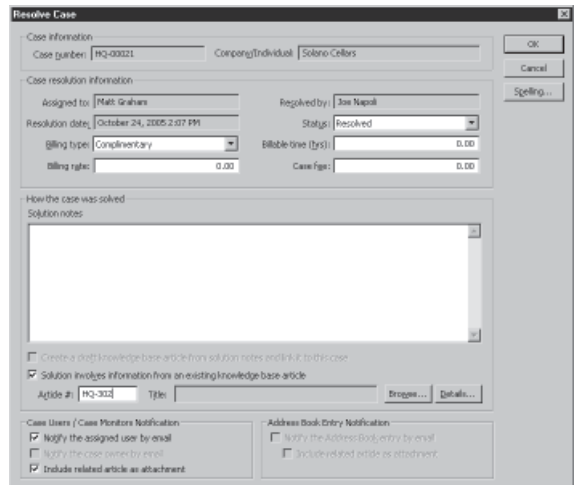 Resolve Case
Case information
Case number: HQ-00021 Company/Individual: Solano Cellars
OK
Cancel
Spelling...
Case resolution information
Assigned to: Matt Graham Resolved by: Joe Napoli
Resolution date: October 24, 2005 2:07 PM Status: Resolved
Billing type: Complimentary Billable time (hrs): 0.00
Billing rate: 0.00 Case fee: 0.00
How the case was solved
Solution notes
Create a draft knowledge base article from solution notes and link it to this case
Solution involves information from an existing knowledge base article
Article #: HQ-302 Title: Browse... Details...
Case Users / Case Monitors Notification
Notify the assigned user by email
Notify the case owner by email
Include related article as attachment
Address Book Entry Notification
Notify the Address Book entry by email
Include related article as attachment